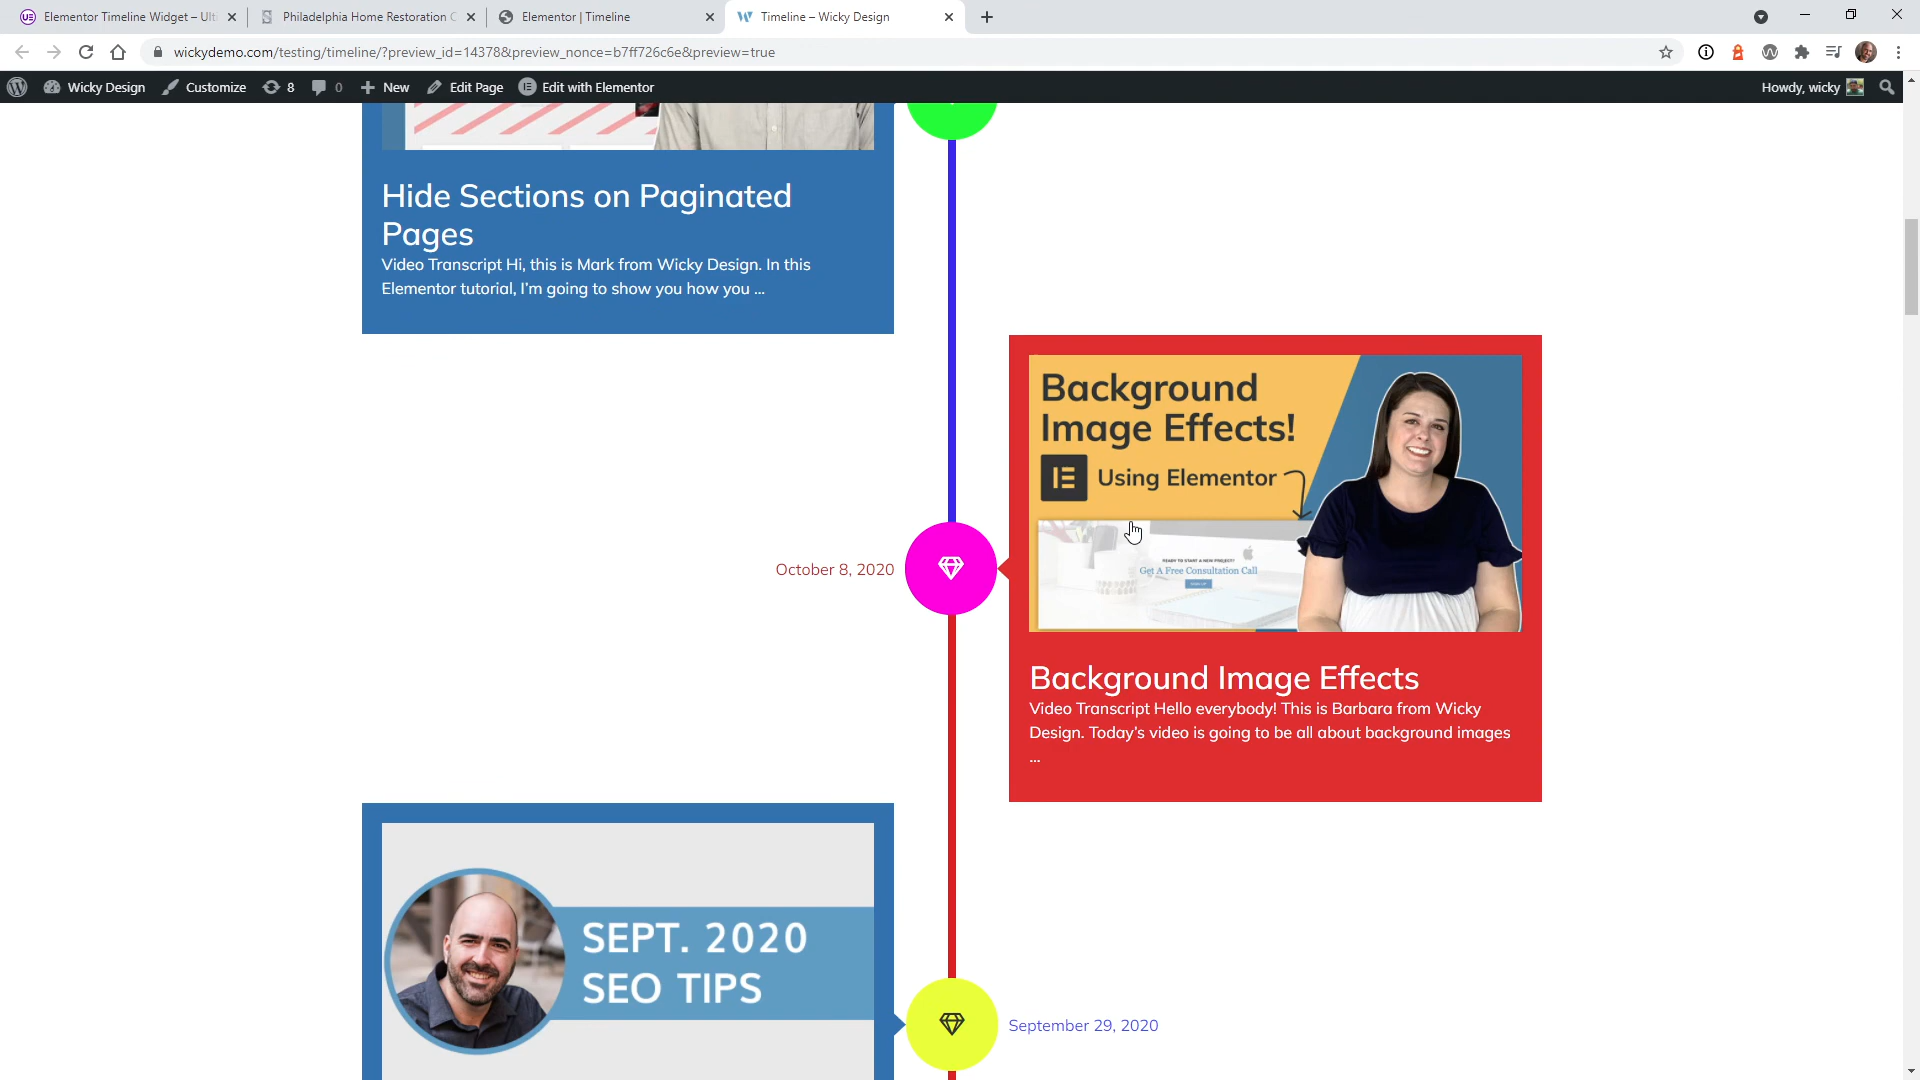 Elementor Timeline Widget – Ult
Philadelphia Home Restoration C
Elementor | Timeline
Timeline – Wicky Design
wickydemo.com/testing/timeline/?preview_id=14378&preview_nonce=b7ff726c6e&preview=true
Wicky Design
Customize
8
0
New
Edit Page
Edit with Elementor
Howdy, wicky
Hide Sections on Paginated
Pages
Video Transcript Hi, this is Mark from Wicky Design. In this
Elementor tutorial, I'm going to show you how you ...
Background
Image Effects!
Using Elementor
READY TO START A NEW PROJECT?
Get A Free Consultation Call
October 8, 2020
Background Image Effects
Video Transcript Hello everybody! This is Barbara from Wicky
Design. Today's video is going to be all about background images
...
SEPT. 2020
SEO TIPS
September 29, 2020